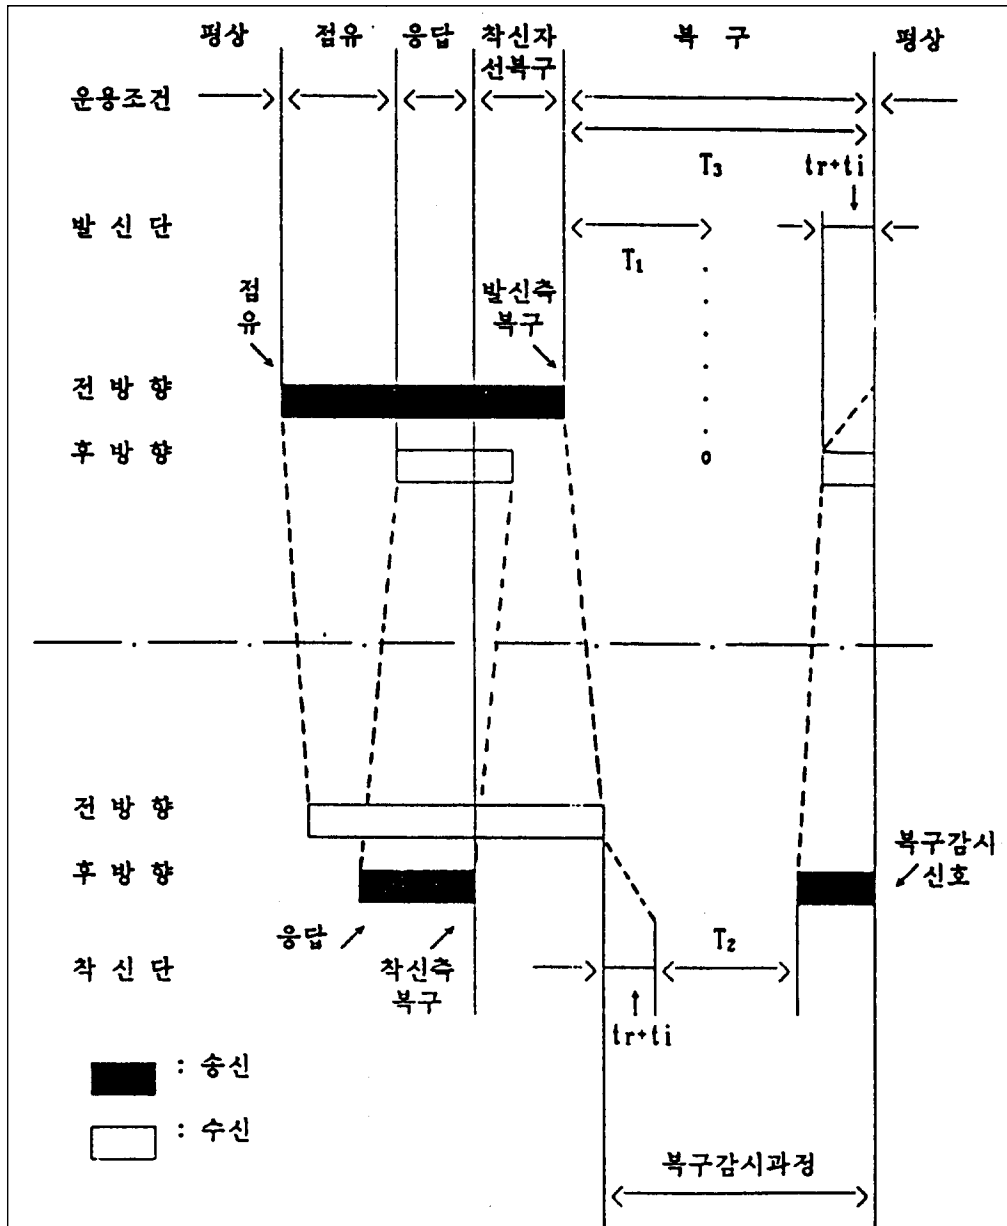 평상 점유 응답 착신자 선복구 복 구 평상
운용조건
T₃ tr+ti
발 신 단
T₁
점
유
발신측
복구
전 방 향
후 방 향
전 방 향
후 방 향
복구감시
신호
응답
착신측
복구
T₂
착 신 단
tr+ti
: 송신
: 수신
복구감시과정